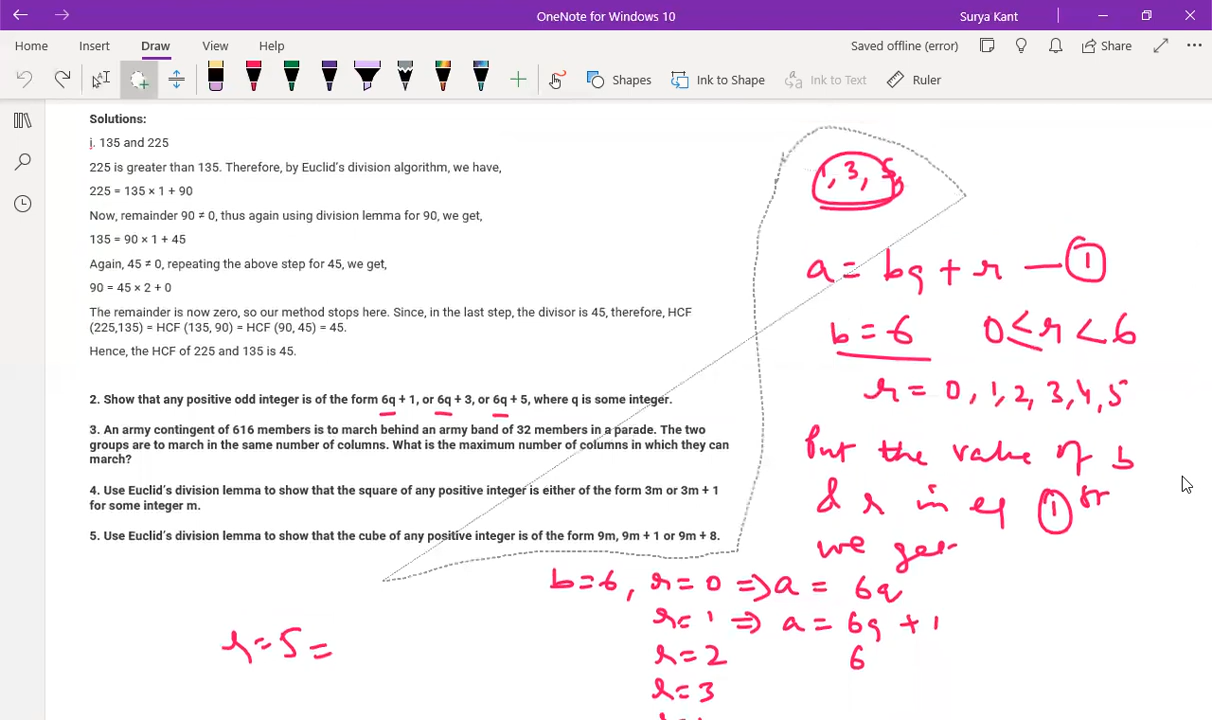 OneNote for Windows 10
Surya Kant
Home Insert Draw View Help
Saved offline (error) Share
Shapes Ink to Shape Ink to Text Ruler
Solutions:
i. 135 and 225
225 is greater than 135. Therefore, by Euclid's division algorithm, we have,
225 = 135 × 1 + 90
Now, remainder 90 ≠ 0, thus again using division lemma for 90, we get,
135 = 90 × 1 + 45
Again, 45 ≠ 0, repeating the above step for 45, we get,
90 = 45 × 2 + 0
The remainder is now zero, so our method stops here. Since, in the last step, the divisor is 45, therefore, HCF
(225,135) = HCF (135, 90) = HCF (90, 45) = 45.
Hence, the HCF of 225 and 135 is 45.
2. Show that any positive odd integer is of the form 6q + 1, or 6q + 3, or 6q + 5, where q is some integer.
3. An army contingent of 616 members is to march behind an army band of 32 members in a parade. The two
groups are to march in the same number of columns. What is the maximum number of columns in which they can
march?
4. Use Euclid's division lemma to show that the square of any positive integer is either of the form 3m or 3m + 1
for some integer m.
5. Use Euclid's division lemma to show that the cube of any positive integer is of the form 9m, 9m + 1 or 9m + 8.
1, 3, 5,
a = bq + r — 1
b = 6 0 ≤ r < 6
r = 0, 1, 2, 3, 4, 5
Put the value of b
& r in eq 1
we get
b = 6, r = 0 => a = 6q
r = 1 => a = 6q + 1
r = 2 6
r = 3
r = 5 =